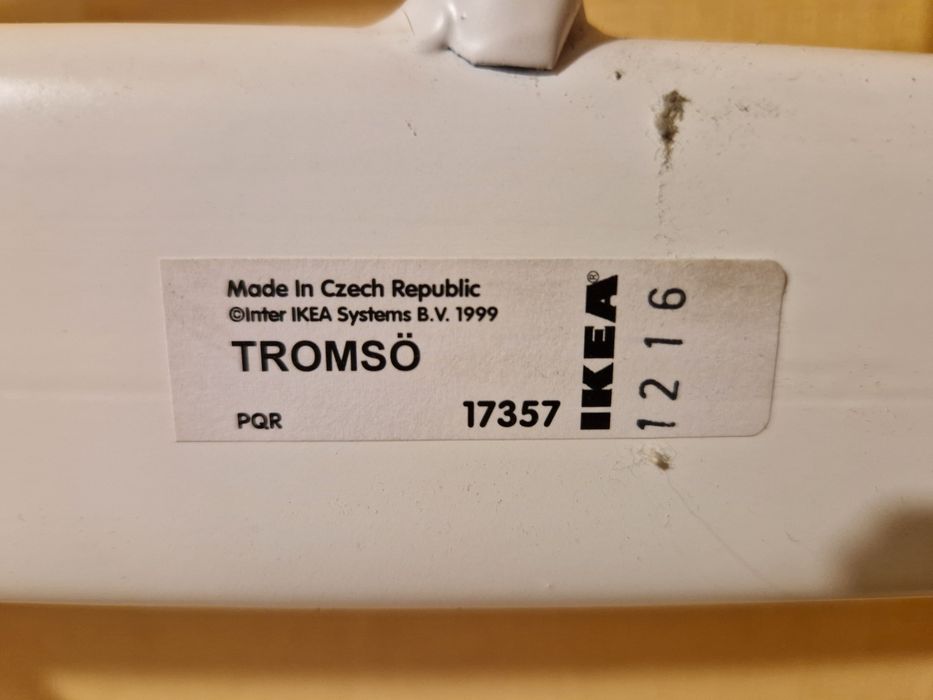 Made In Czech Republic
©Inter IKEA Systems B.V. 1999
TROMSÖ
PQR
17357
IKEA®
1216